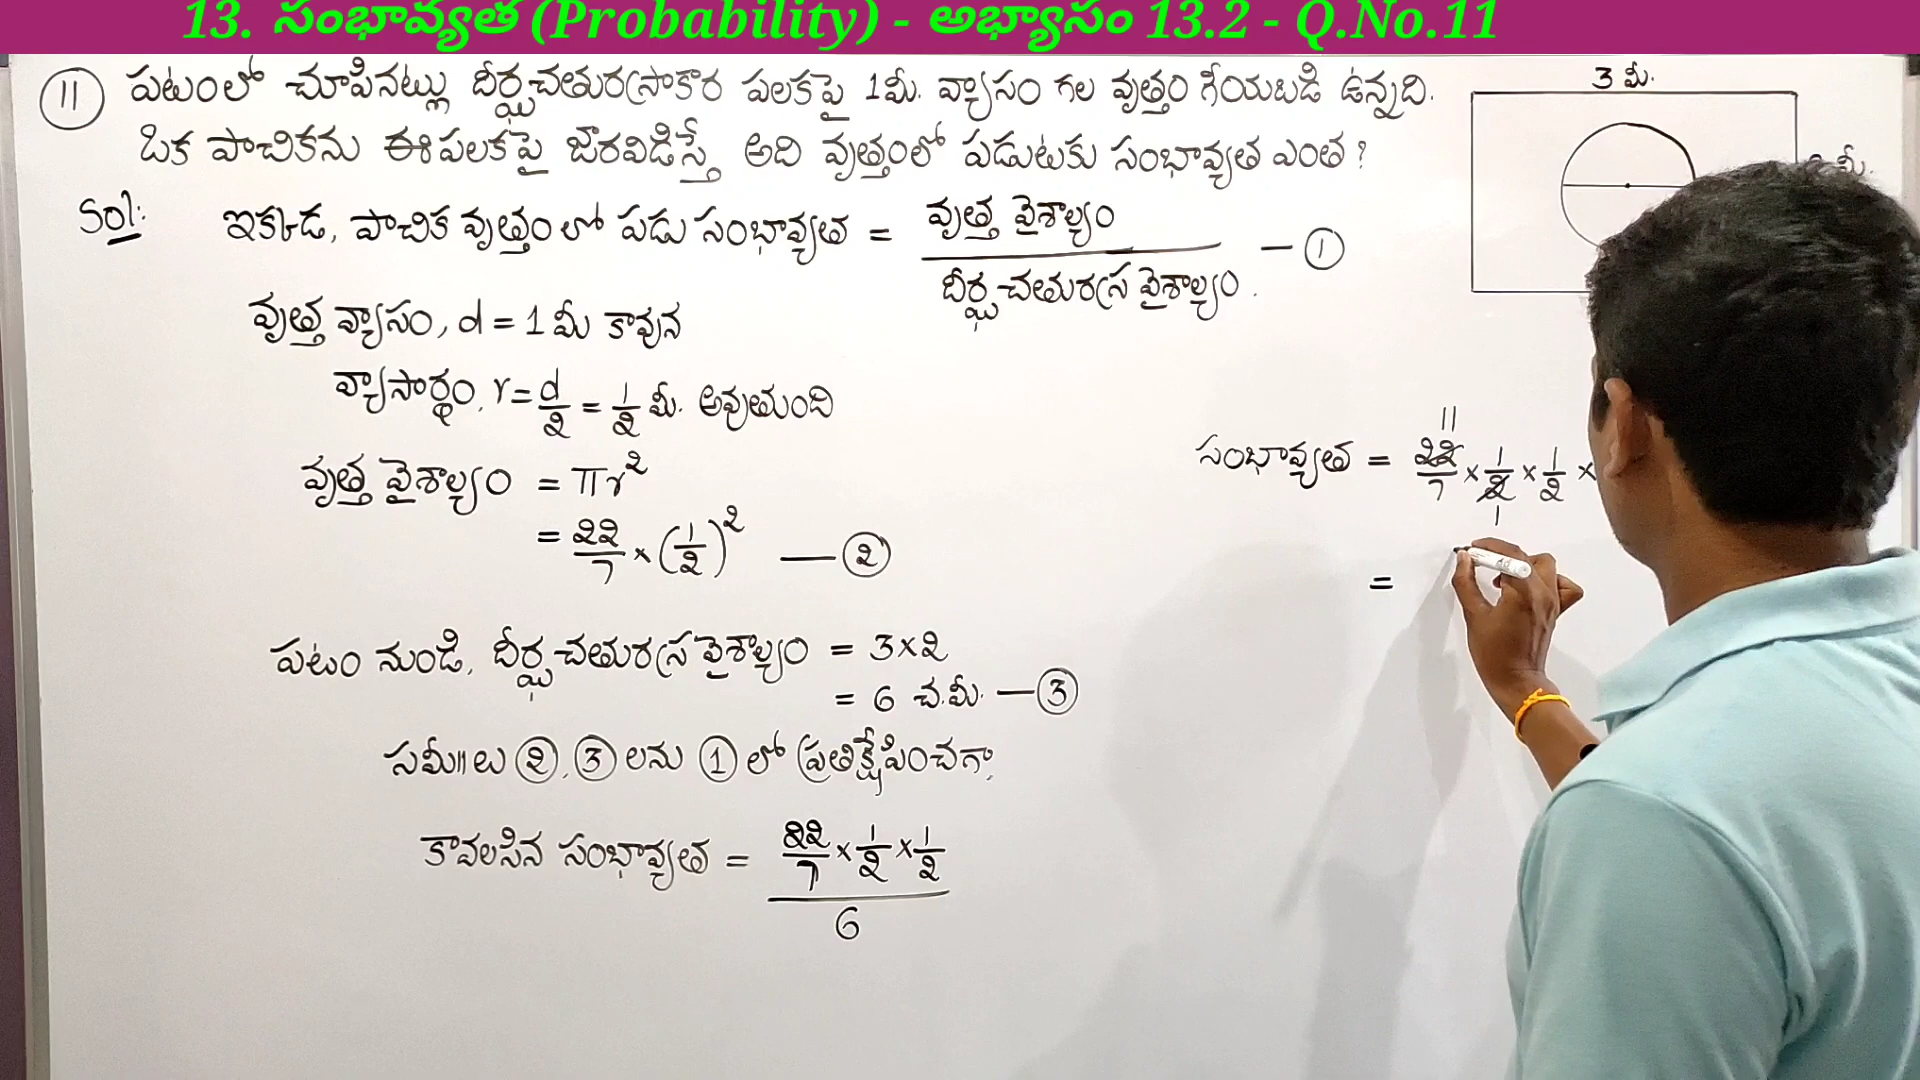 13. సంభావ్యత (Probability) - అభ్యాసం 13.2 - Q.No.11
11 పటంలో చూపినట్లు దీర్ఘచతురస్రాకార పలకపై 1మీ. వ్యాసం గల వృత్తం గీయబడి ఉన్నది.
ఒక పాచికను ఈ పలకపై జారవిడిస్తే అది వృత్తంలో పడుటకు సంభావ్యత ఎంత?
3 మీ.
మీ.
Sol: ఇక్కడ, పాచిక వృత్తంలో పడు సంభావ్యత = వృత్త వైశాల్యం / దీర్ఘచతురస్ర వైశాల్యం. — 1
వృత్త వ్యాసం, d = 1 మీ కావున
వ్యాసార్థం, r = d/2 = 1/2 మీ. అవుతుంది
వృత్త వైశాల్యం = πr²
= 22/7 × (1/2)² — 2
పటం నుండి, దీర్ఘచతురస్ర వైశాల్యం = 3×2
= 6 చ.మీ. — 3
సమీ॥లు 2, 3 లను 1 లో ప్రతిక్షేపించగా,
కావలసిన సంభావ్యత = 22/7 × 1/2 × 1/2 / 6
11
సంభావ్యత = 22/7 × 1/2 × 1/2 ×
1
=